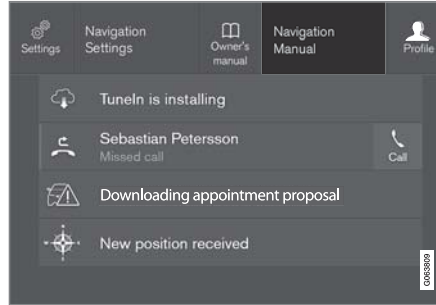 Settings
Navigation
Settings
Owner's
manual
Navigation
Manual
Profile
TuneIn is installing
Sebastian Petersson
Missed call
Call
Downloading appointment proposal
New position received
G063809